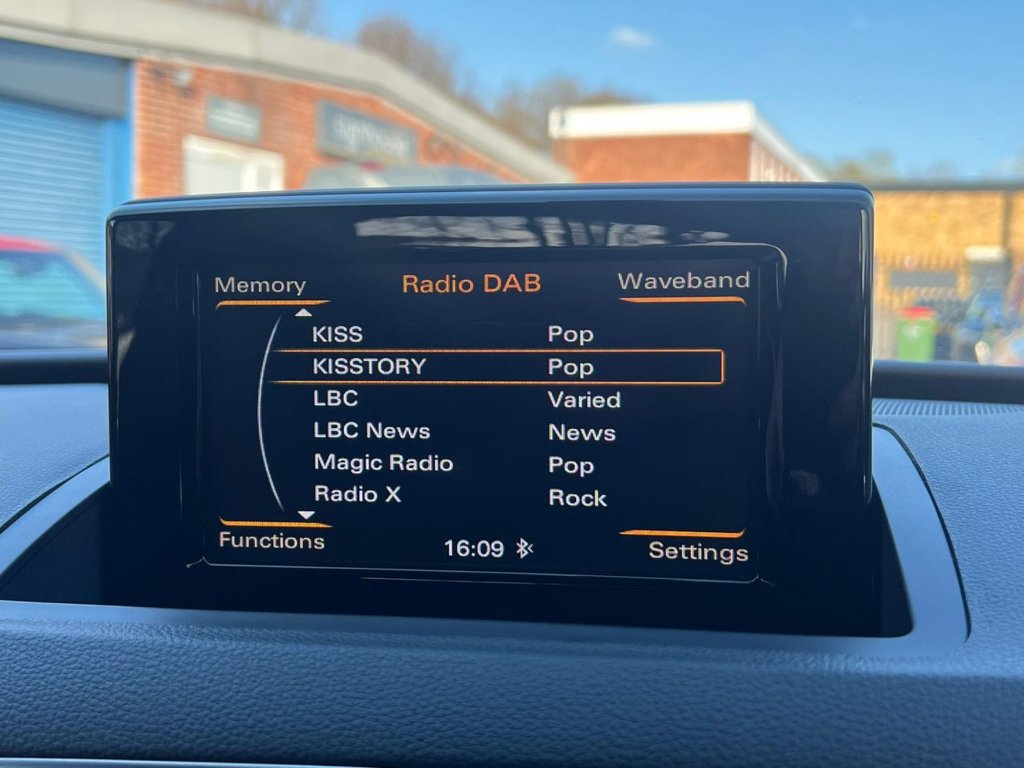 Memory Radio DAB Waveband
KISS Pop
KISSTORY Pop
LBC Varied
LBC News News
Magic Radio Pop
Radio X Rock
Functions 16:09 Settings